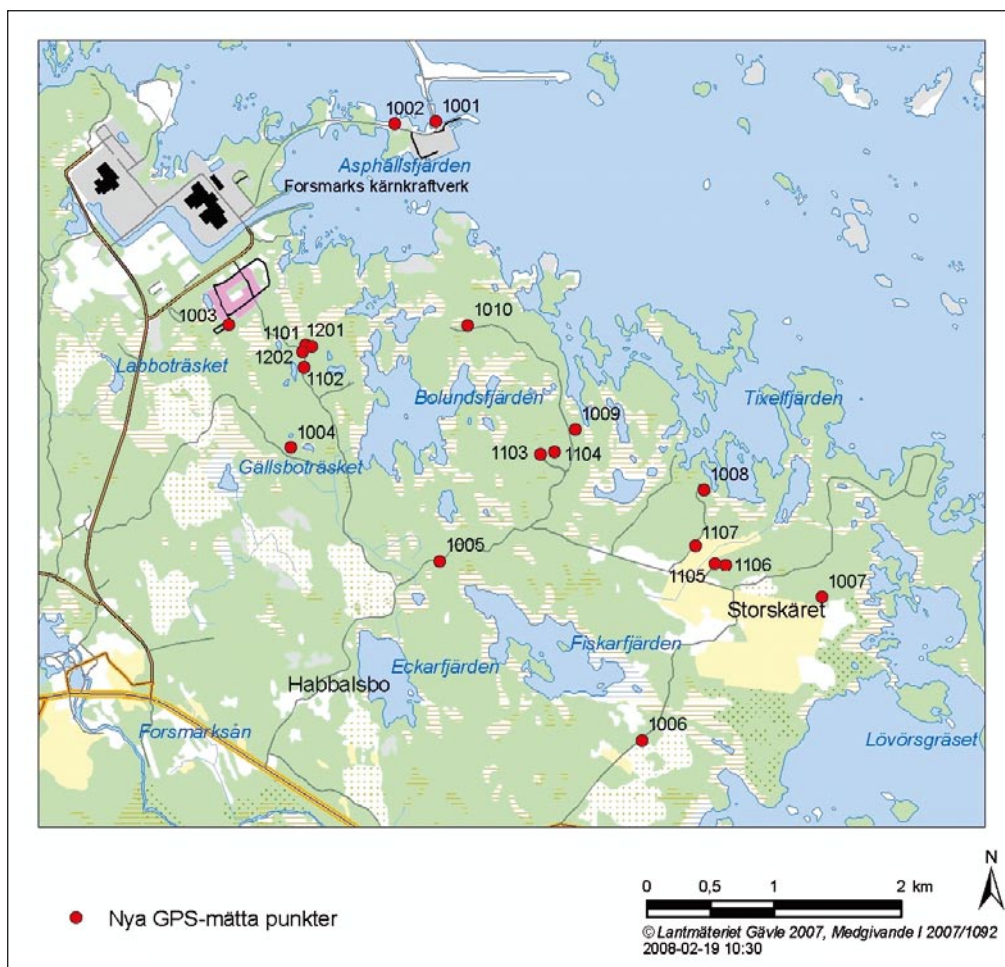 1002
1001
Asphällsfjärden
Forsmarks kärnkraftverk
1003
1010
1101
1201
1202
1102
Labboträsket
Bolundsfjärden
Tixelfjärden
1009
1004
1103
1104
Gällsboträsket
1008
1107
1005
1105
1106
1007
Storskäret
Fiskarfjärden
Eckarfjärden
Habbalsbo
Forsmarksån
1006
Lövörsgräset
N
0 0,5 1 2 km
Nya GPS-mätta punkter
© Lantmäteriet Gävle 2007, Medgivande I 2007/1092
2008-02-19 10:30